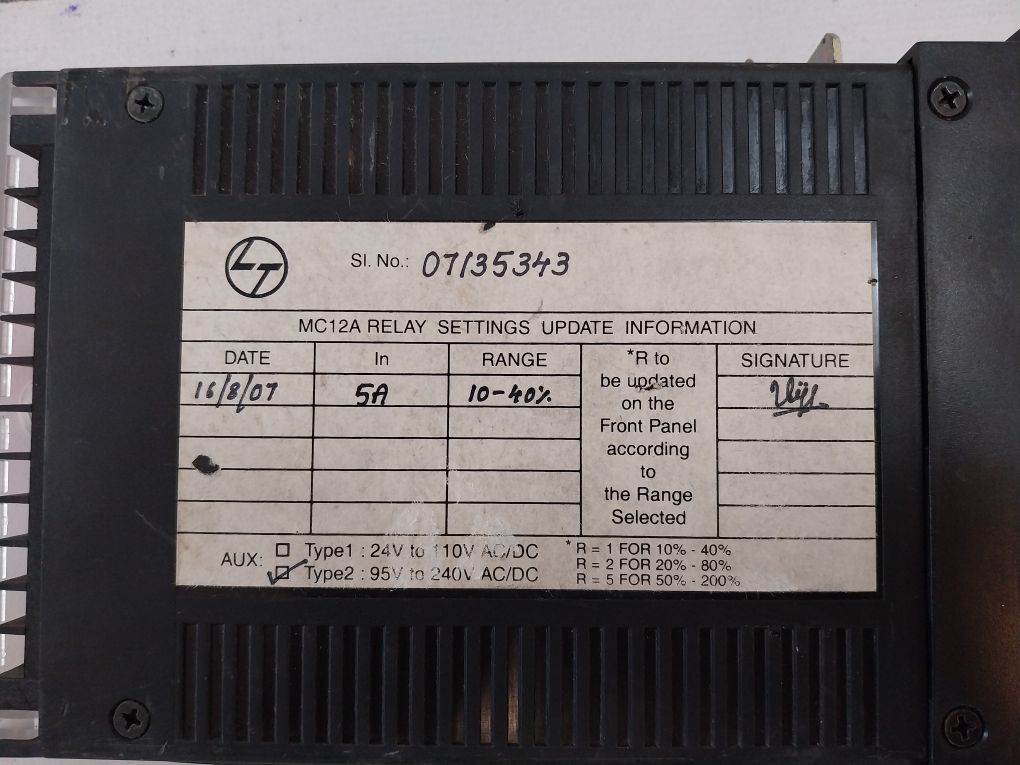 LT
Sl. No.: 07135343
MC12A RELAY SETTINGS UPDATE INFORMATION
DATE In RANGE *R to be updated on the Front Panel according to the Range Selected SIGNATURE
16/8/07 5A 10-40%
AUX: Type1 : 24V to 110V AC/DC
✓ Type2 : 95V to 240V AC/DC
* R = 1 FOR 10% - 40%
R = 2 FOR 20% - 80%
R = 5 FOR 50% - 200%